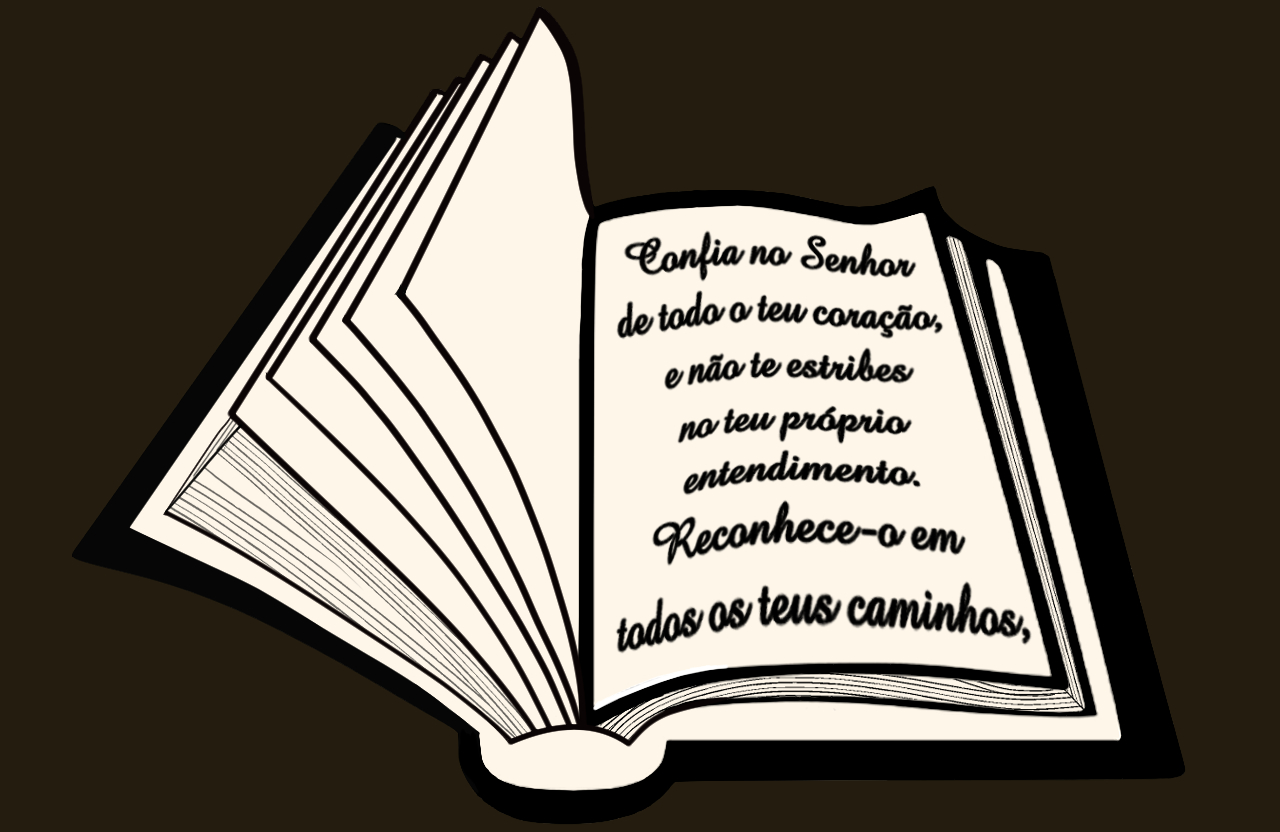 Confia no Senhor
de todo o teu coração,
e não te estribes
no teu próprio
entendimento.
Reconhece-o em
todos os teus caminhos,